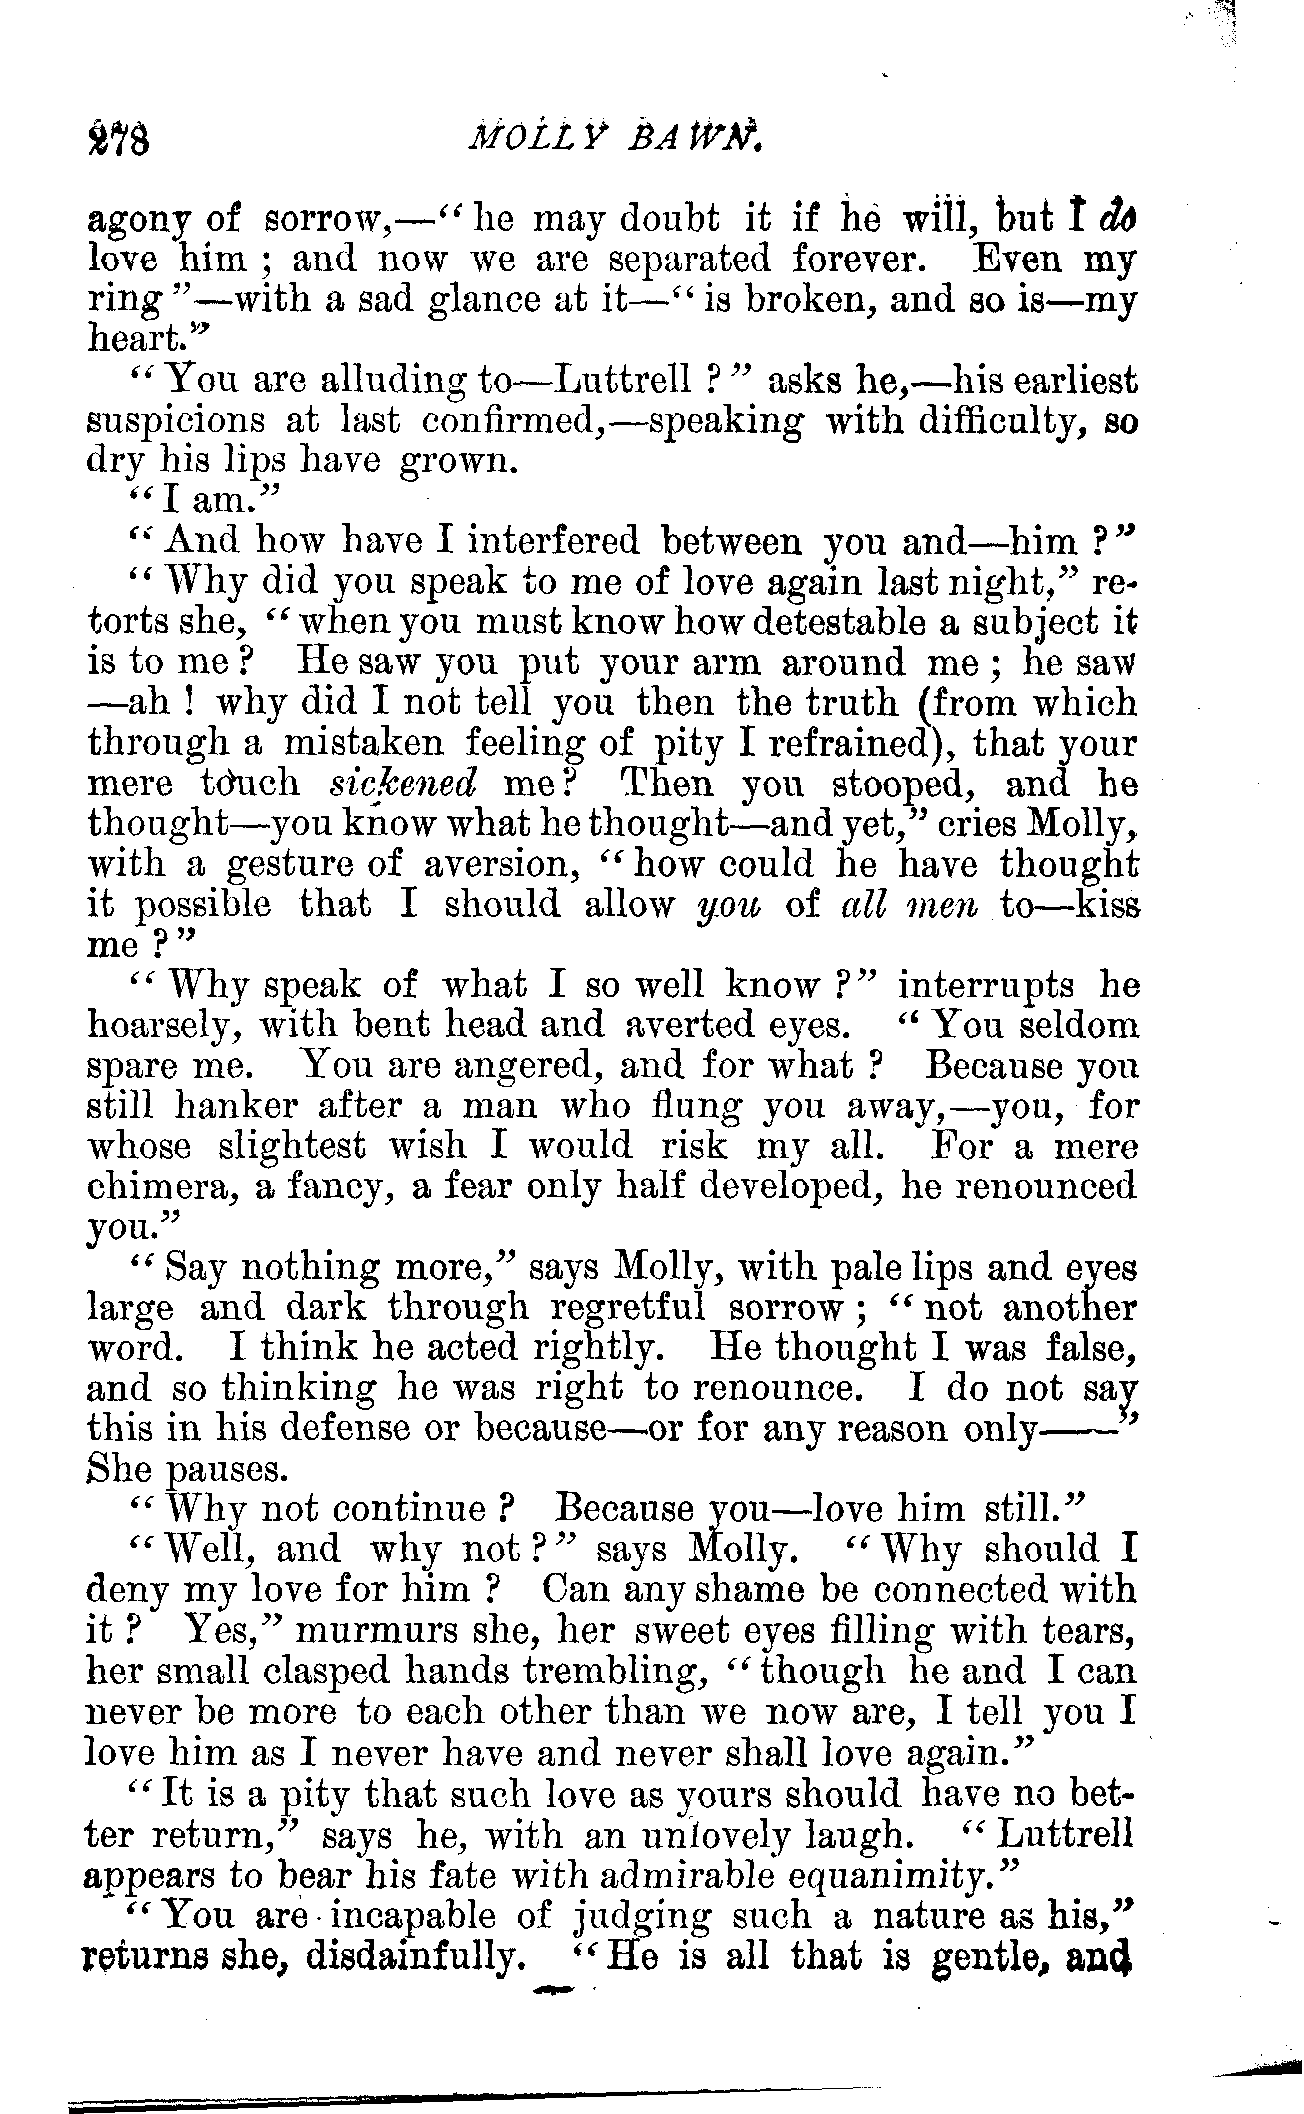 278 MOLLY BAWN.
agony of sorrow,—“he may doubt it if he will, but I do
love him ; and now we are separated forever. Even my
ring”—with a sad glance at it—“is broken, and so is—my
heart.”
“You are alluding to—Luttrell ?” asks he,—his earliest
suspicions at last confirmed,—speaking with difficulty, so
dry his lips have grown.
“I am.”
“And how have I interfered between you and—him ?”
“Why did you speak to me of love again last night,” re-
torts she, “when you must know how detestable a subject it
is to me ? He saw you put your arm around me ; he saw
—ah ! why did I not tell you then the truth (from which
through a mistaken feeling of pity I refrained), that your
mere touch sickened me ? Then you stooped, and he
thought—you know what he thought—and yet,” cries Molly,
with a gesture of aversion, “how could he have thought
it possible that I should allow you of all men to—kiss
me ?”
“Why speak of what I so well know ?” interrupts he
hoarsely, with bent head and averted eyes. “You seldom
spare me. You are angered, and for what ? Because you
still hanker after a man who flung you away,—you, for
whose slightest wish I would risk my all. For a mere
chimera, a fancy, a fear only half developed, he renounced
you.”
“Say nothing more,” says Molly, with pale lips and eyes
large and dark through regretful sorrow ; “not another
word. I think he acted rightly. He thought I was false,
and so thinking he was right to renounce. I do not say
this in his defense or because—or for any reason only——”
She pauses.
“Why not continue ? Because you—love him still.”
“Well, and why not ?” says Molly. “Why should I
deny my love for him ? Can any shame be connected with
it ? Yes,” murmurs she, her sweet eyes filling with tears,
her small clasped hands trembling, “though he and I can
never be more to each other than we now are, I tell you I
love him as I never have and never shall love again.”
“It is a pity that such love as yours should have no bet-
ter return,” says he, with an unlovely laugh. “Luttrell
appears to bear his fate with admirable equanimity.”
“You are incapable of judging such a nature as his,”
returns she, disdainfully. “He is all that is gentle, and